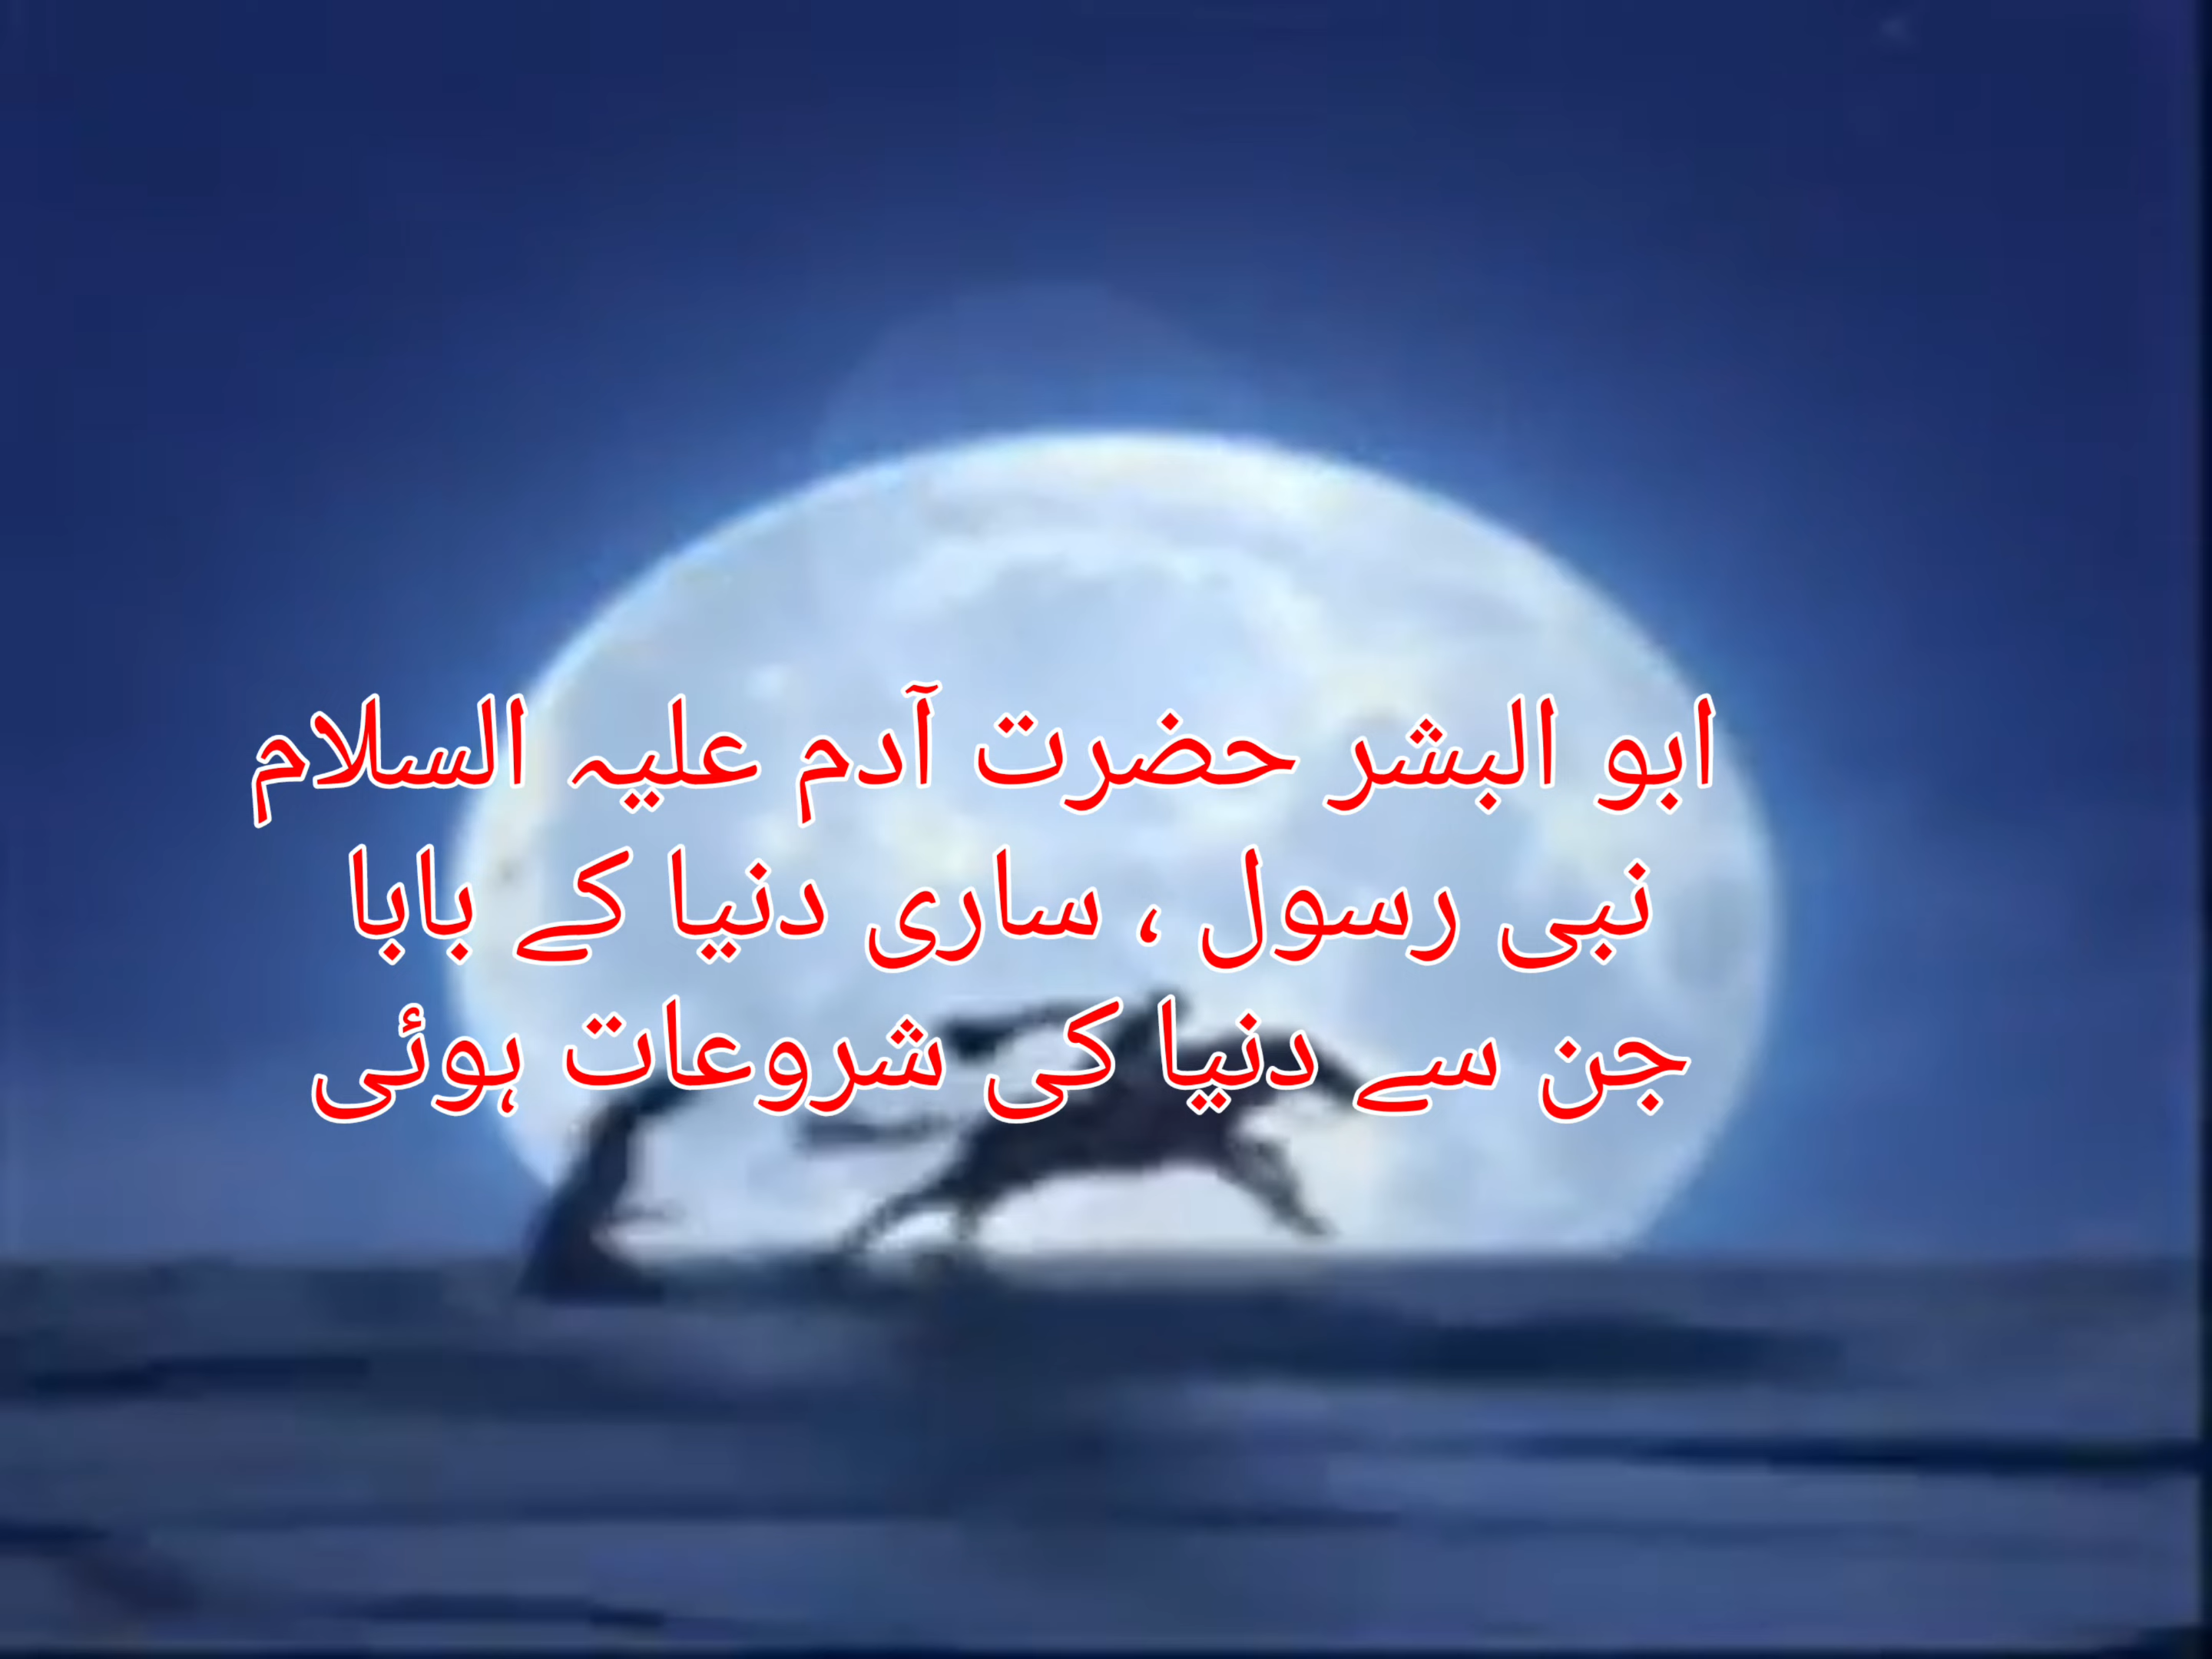 ابو البشر حضرت آدم علیہ السلام
نبی رسول ، ساری دنیا کے بابا
جن سے دنیا کی شروعات ہوئی